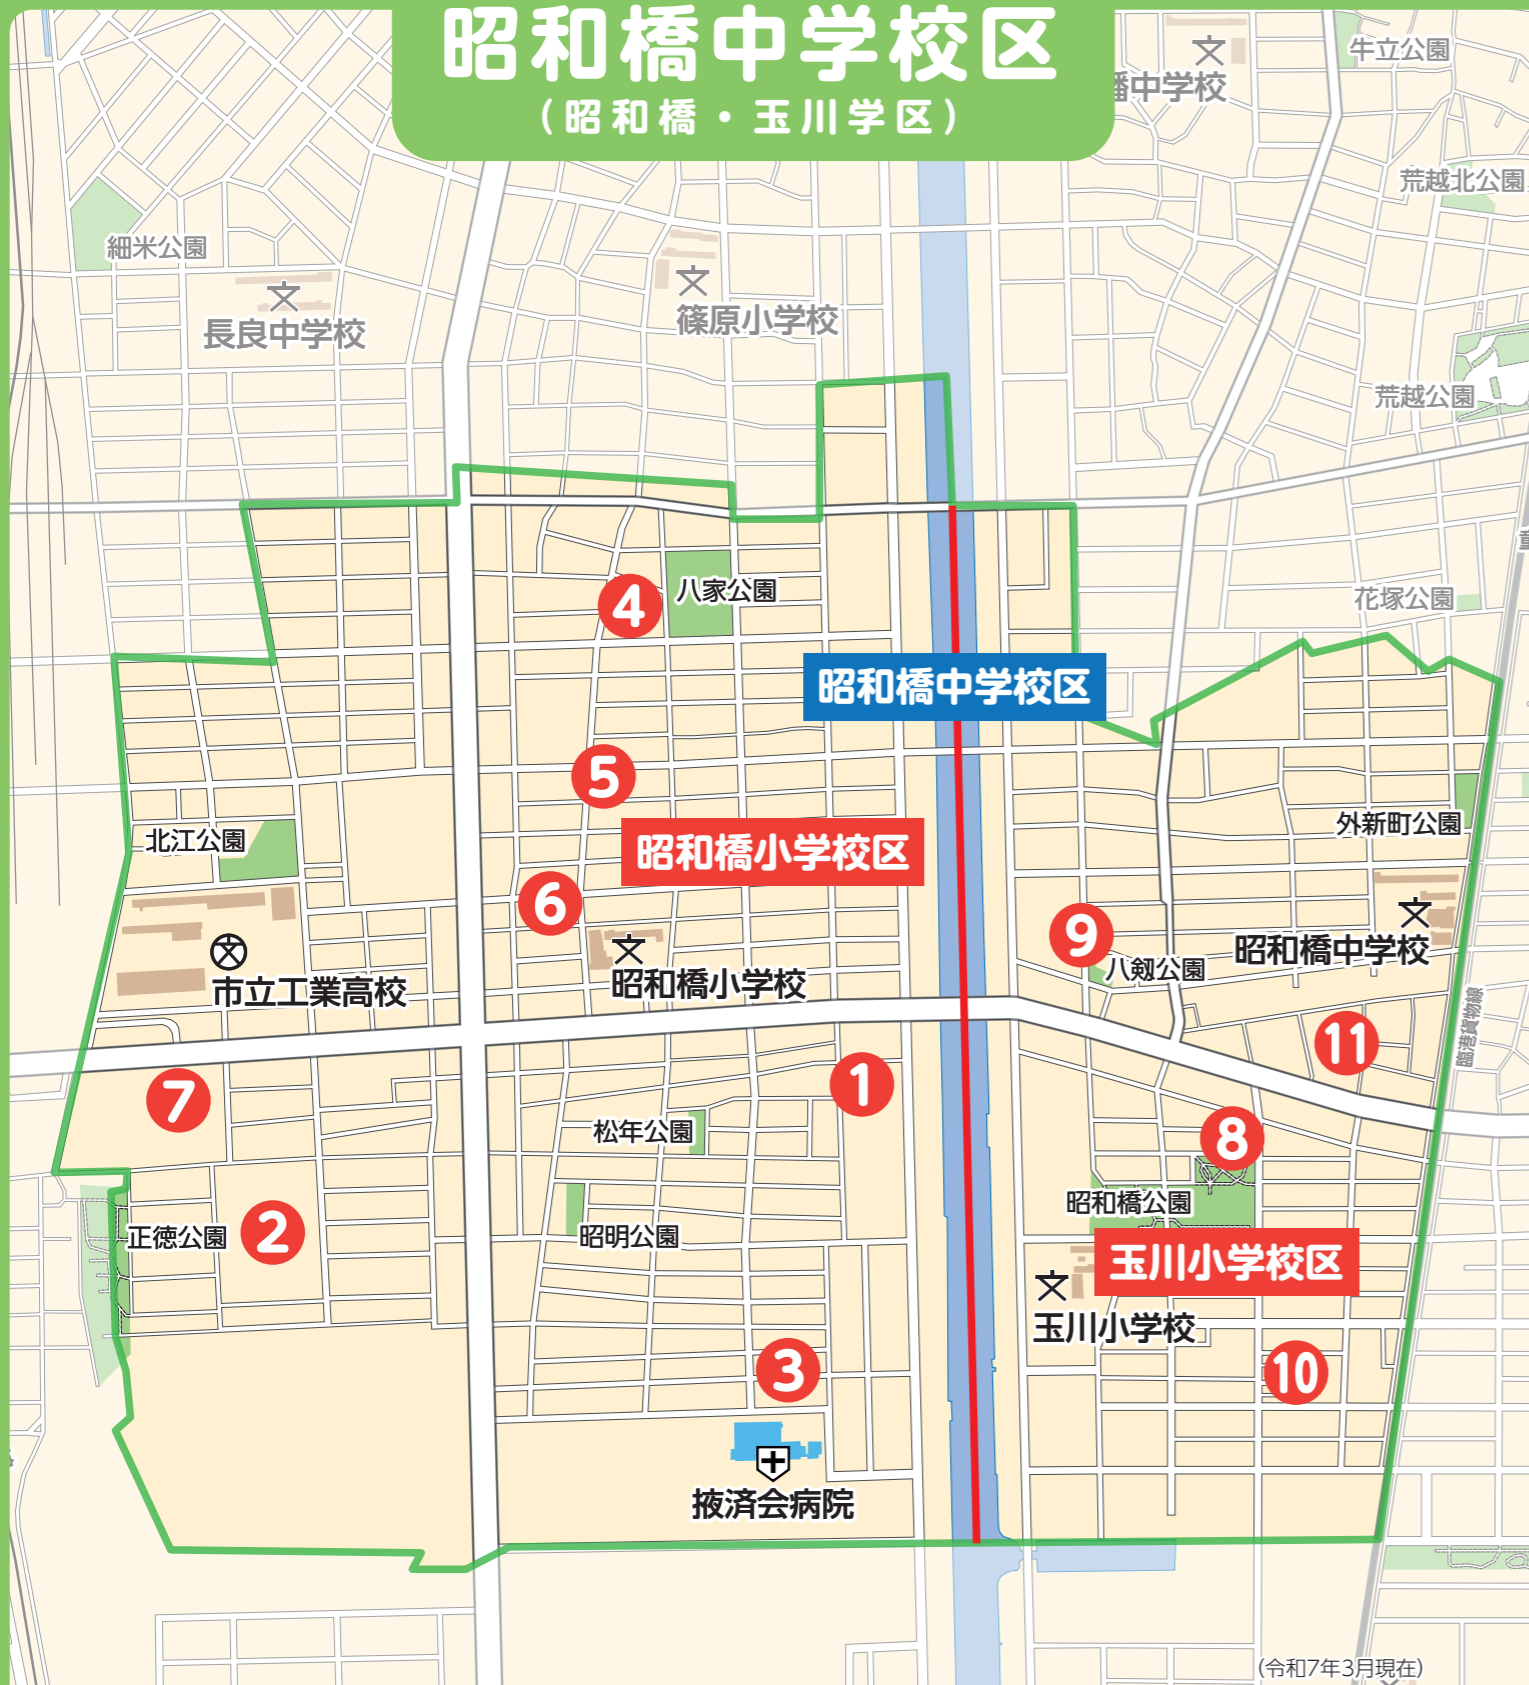 昭和橋中学校区
(昭和橋・玉川学区)
幡中学校
牛立公園
荒越北公園
細米公園
長良中学校
篠原小学校
荒越公園
花塚公園
4
八家公園
昭和橋中学校区
5
外新町公園
北江公園
昭和橋小学校区
6
9
昭和橋中学校
八剱公園
市立工業高校
昭和橋小学校
臨港貨物線
11
7
1
松年公園
8
昭和橋公園
正徳公園
2
昭明公園
玉川小学校区
玉川小学校
3
10
掖済会病院
(令和7年3月現在)